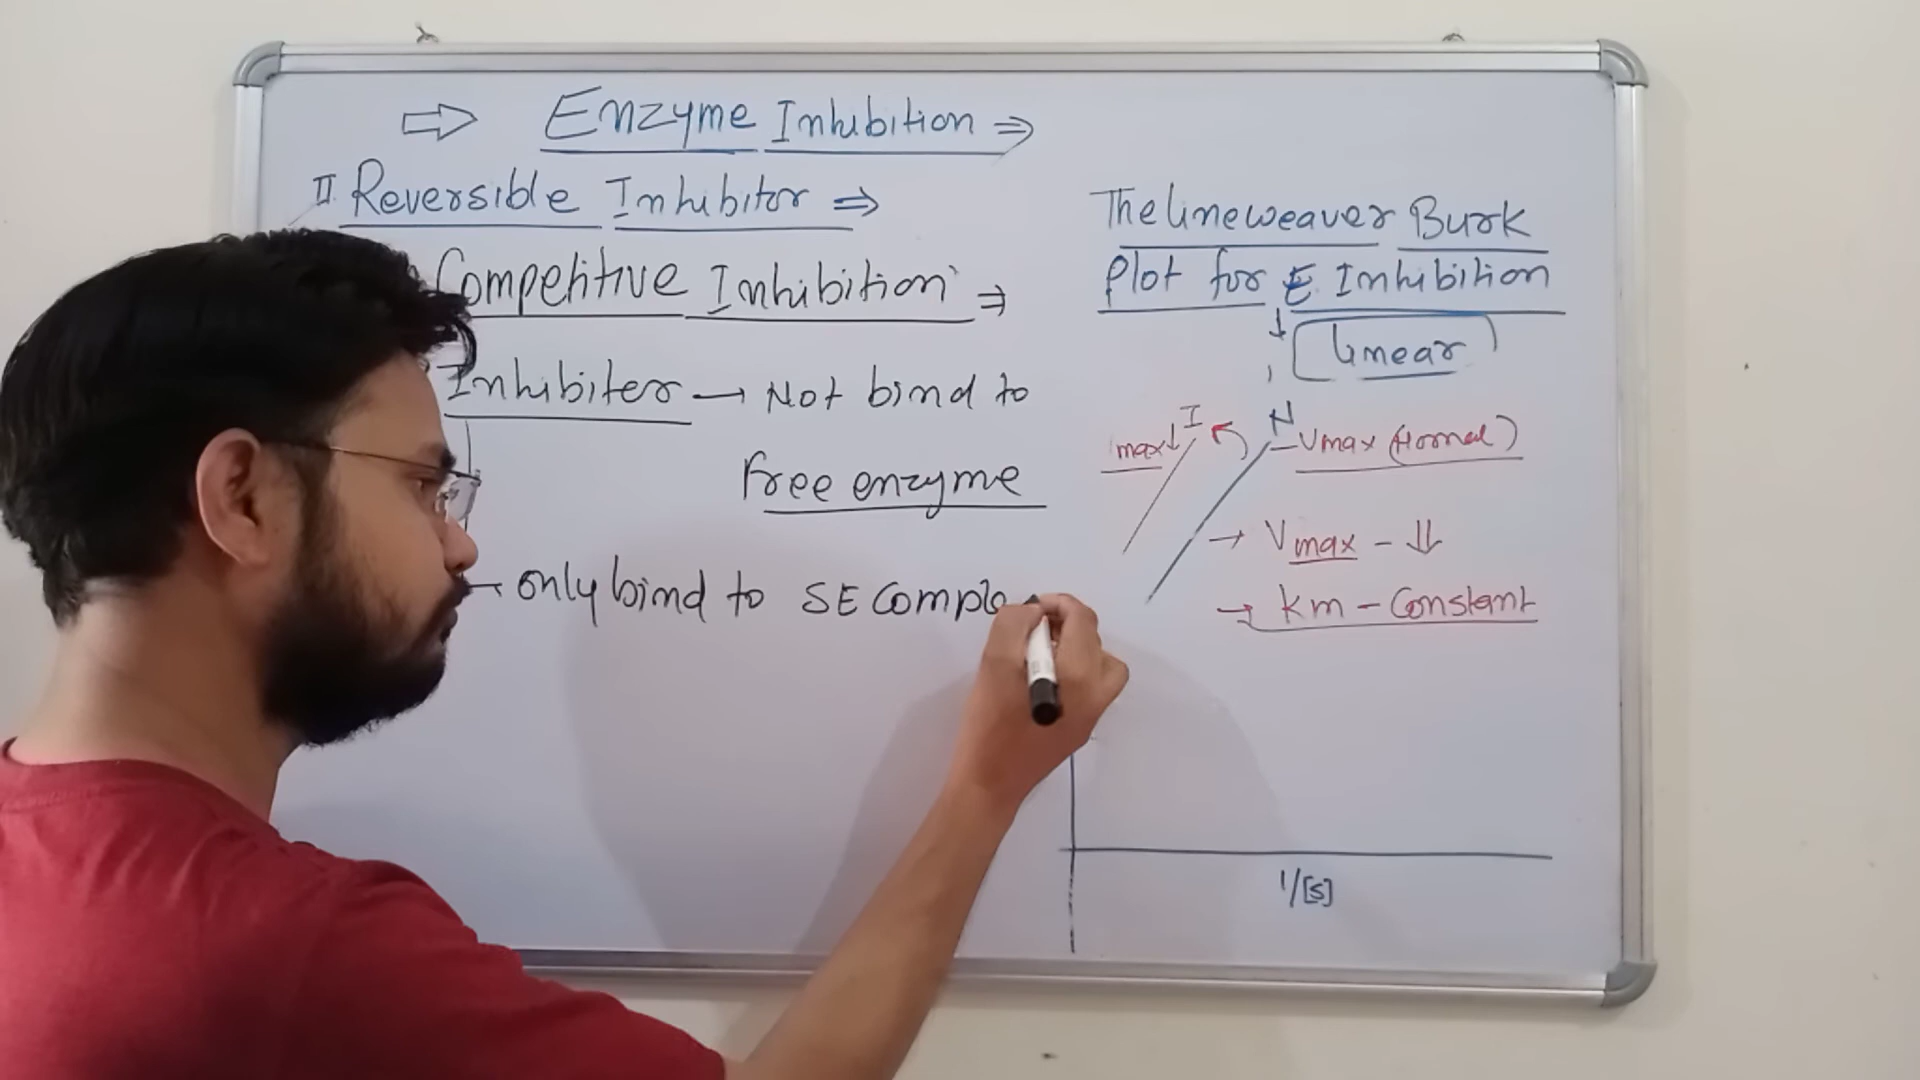 ⇨ Enzyme Inhibition ⇒
II Reversible Inhibitor ⇒
Competitive Inhibition ⇒
Inhibiter → Not bind to
Free enzyme
only bind to SE Comple
The lineweaver Burk
Plot for E Inhibition
↓ linear
max↓ I N Vmax (Hormal)
→ Vmax - ⇓
→ Km - Constant
1/[S]